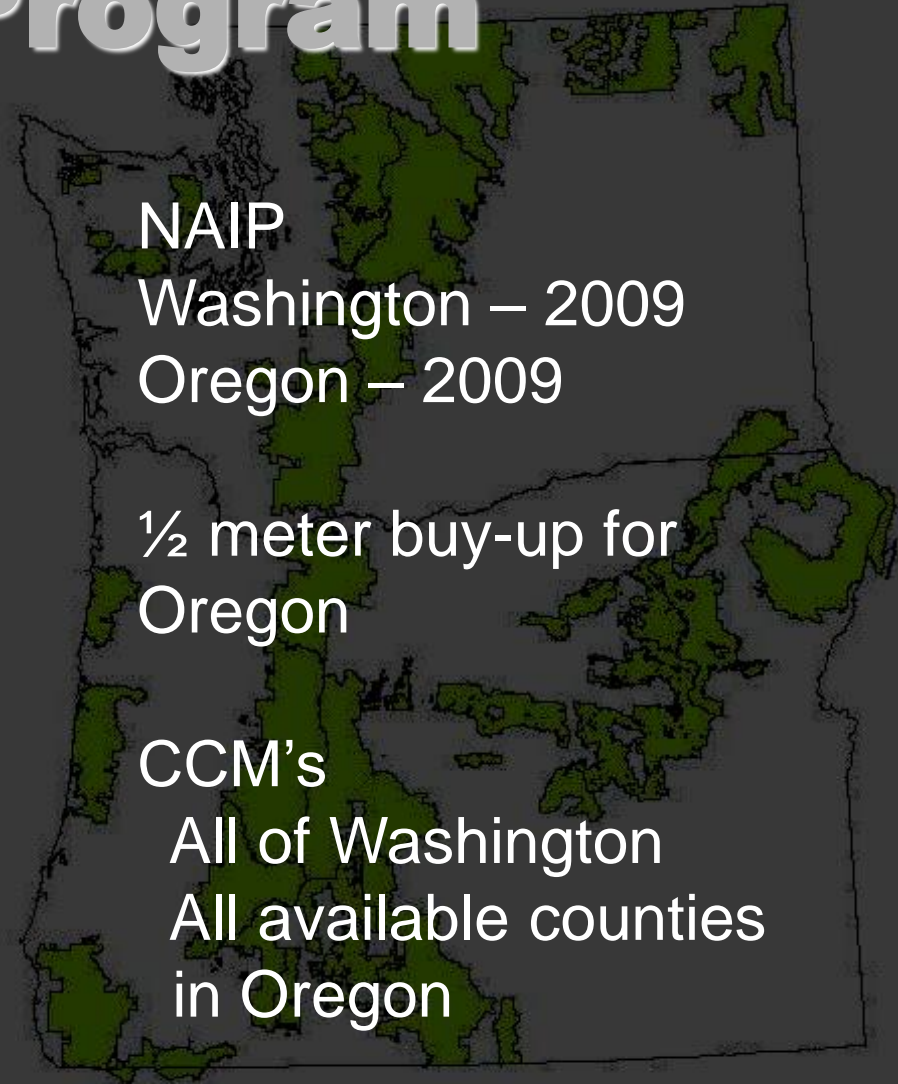 Program
NAIP
Washington – 2009
Oregon – 2009
½ meter buy-up for
Oregon
CCM’s
All of Washington
All available counties
in Oregon